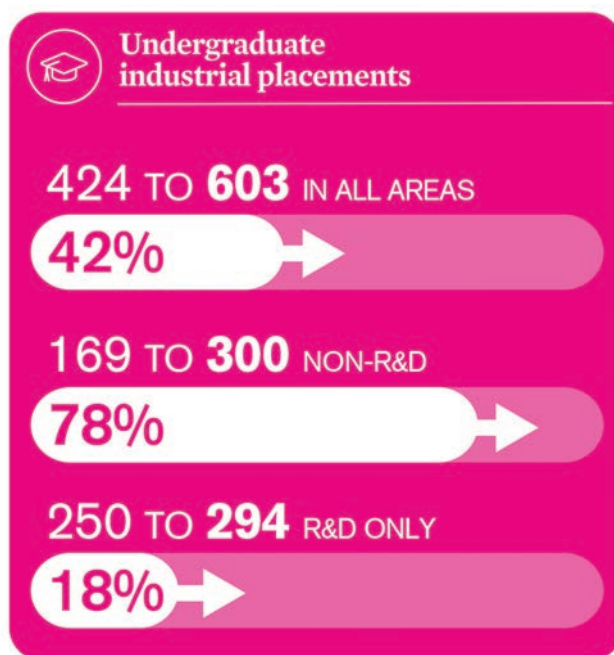 Undergraduate
industrial placements
424 TO 603 IN ALL AREAS
42%
169 TO 300 NON-R&D
78%
250 TO 294 R&D ONLY
18%